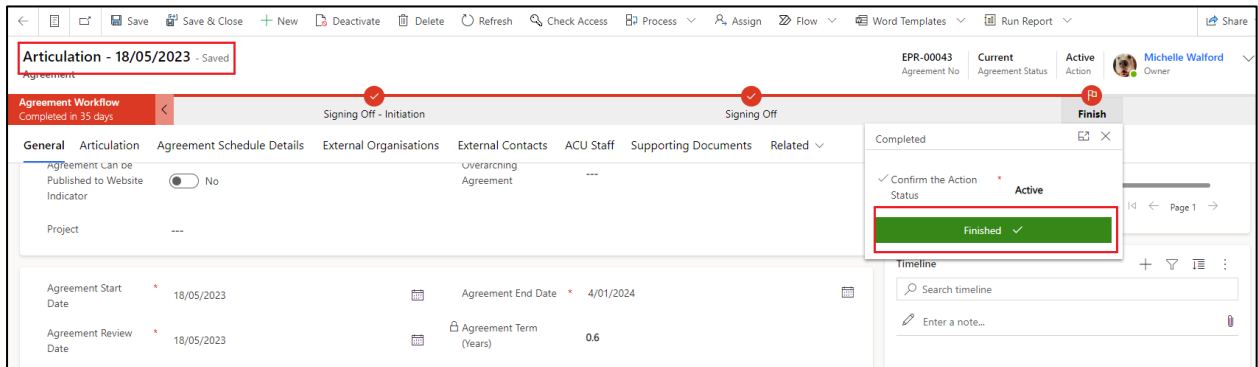 Save Save & Close New Deactivate Delete Refresh Check Access Process Assign Flow Word Templates Run Report Share
Articulation - 18/05/2023 - Saved
Agreement
EPR-00043 Current Active Michelle Walford
Agreement No Agreement Status Action Owner
Agreement Workflow
Completed in 35 days
Signing Off - Initiation Signing Off Finish
General Articulation Agreement Schedule Details External Organisations External Contacts ACU Staff Supporting Documents Related
Completed
Agreement Can be
Published to Website
Indicator
No
Overarching
Agreement
---
Confirm the Action *
Status
Active
Page 1
Finished
Project ---
Timeline
Search timeline
Enter a note...
Agreement Start * 18/05/2023
Date
Agreement End Date * 4/01/2024
Agreement Review * 18/05/2023
Date
Agreement Term 0.6
(Years)